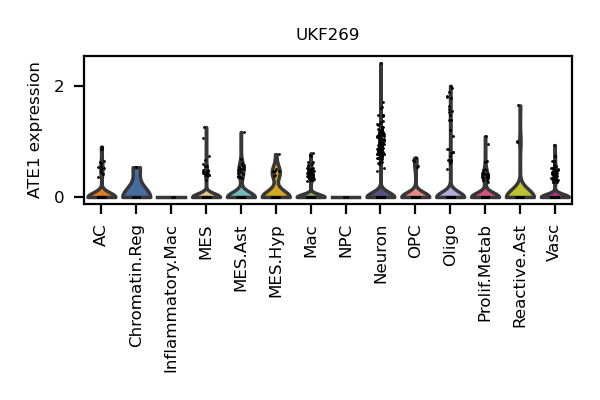 UKF269
ATE1 expression
2
0
AC
Chromatin.Reg
Inflammatory.Mac
MES
MES.Ast
MES.Hyp
Mac
NPC
Neuron
OPC
Oligo
Prolif.Metab
Reactive.Ast
Vasc